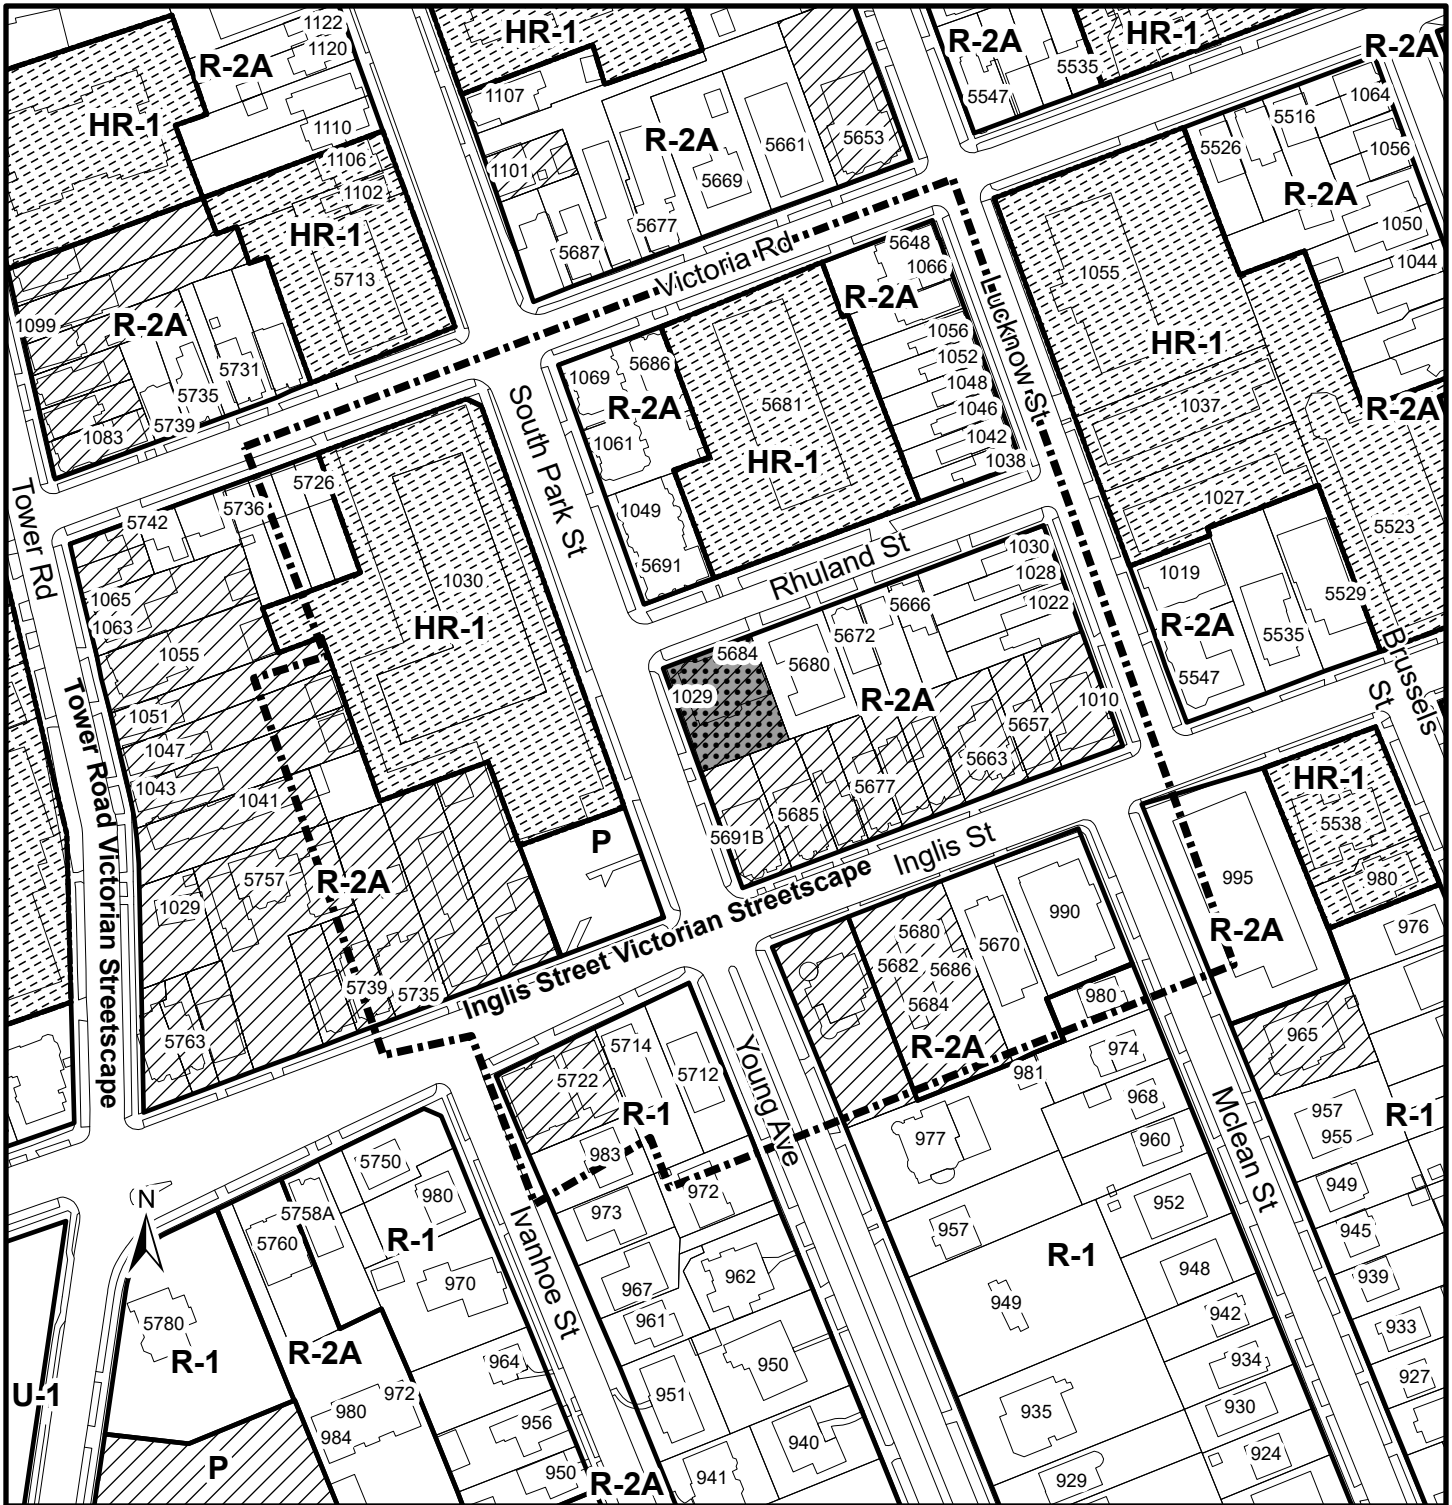 1122
HR-1
R-2A
HR-1
1120
R-2A
R-2A
5535
R-2A
1107
5547
1064
HR-1
1110
5516
R-2A
5661
5653
5526
1056
1106
1101
5669
1102
R-2A
HR-1
5677
1050
5687
5648
Victoria Rd
1044
5713
1066
1055
R-2A
1099
R-2A
Lucknow St
1056
HR-1
5731
1069
5686
1052
5735
1048
5739
R-2A
5681
1046
1037
R-2A
1083
1061
1042
HR-1
1038
South Park St
5726
Tower Rd
5736
1049
1027
5742
5523
Rhuland St
1030
5691
1030
1028
1019
1065
5666
1022
5529
1063
HR-1
5672
R-2A
5535
1055
5684
5680
5547
Brussels St
1029
R-2A
1010
1051
5657
1047
5663
HR-1
1043
5677
1041
5685
5538
5691B
P
Inglis St
995
980
5757
R-2A
Tower Road Victorian Streetscape
1029
990
5680
5670
R-2A
976
5682
5686
Inglis Street Victorian Streetscape
5739
5735
5684
980
5763
R-2A
965
5714
974
5722
5712
981
968
R-1
Young Ave
977
957
R-1
960
955
5750
983
Mclean St
N
980
972
949
5758A
973
952
5760
R-1
Ivanhoe St
957
945
R-1
970
967
962
948
939
949
5780
961
942
933
R-1
R-2A
964
950
934
927
U-1
972
951
980
935
930
984
956
940
924
P
950
941
929
R-2A